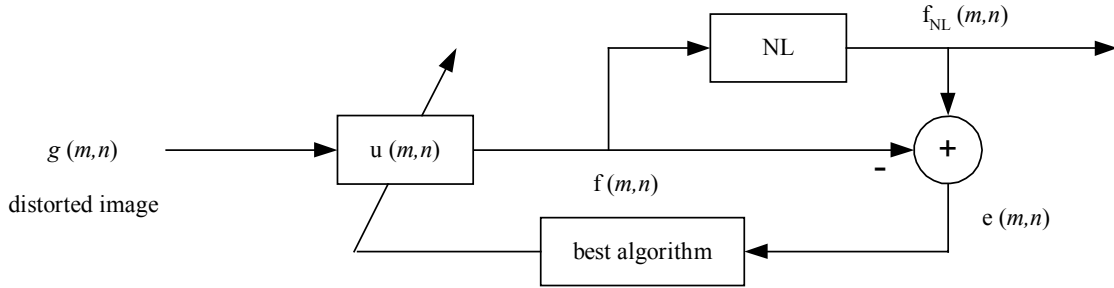 f_NL (m,n)
NL
g (m,n)
u (m,n)
+
-
f (m,n)
distorted image
e (m,n)
best algorithm